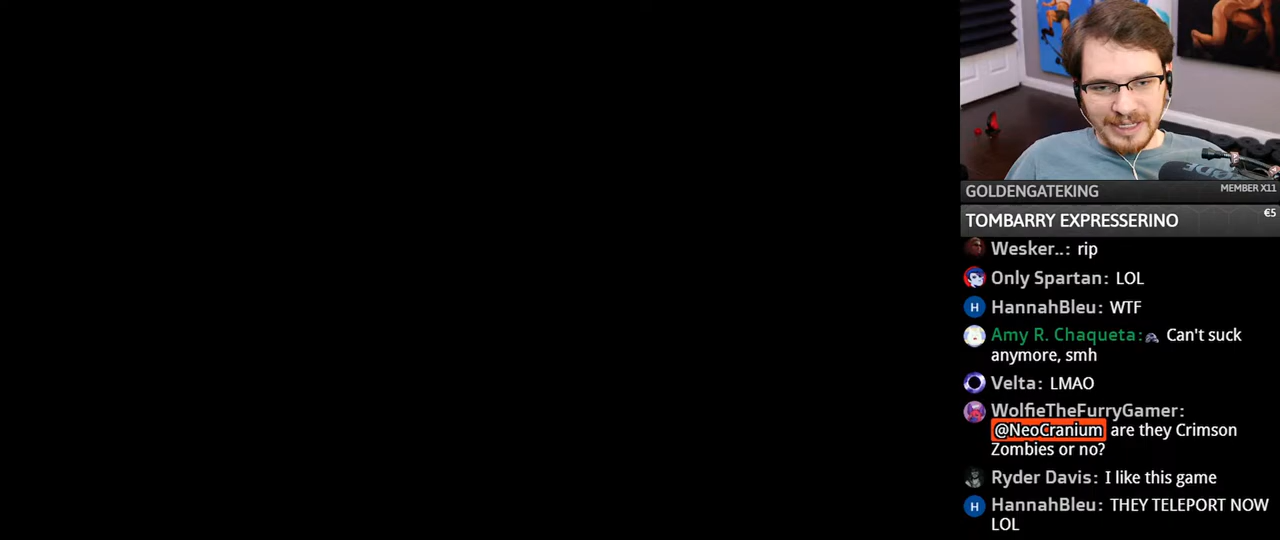 GOLDENGATEKING MEMBER X11
TOMBARRY EXPRESSERINO €5
Wesker..: rip
Only Spartan: LOL
H HannahBleu: WTF
Amy R. Chaqueta: Can't suck
anymore, smh
Velta: LMAO
WolfieTheFurryGamer:
@NeoCranium are they Crimson
Zombies or no?
Ryder Davis: I like this game
H HannahBleu: THEY TELEPORT NOW
LOL